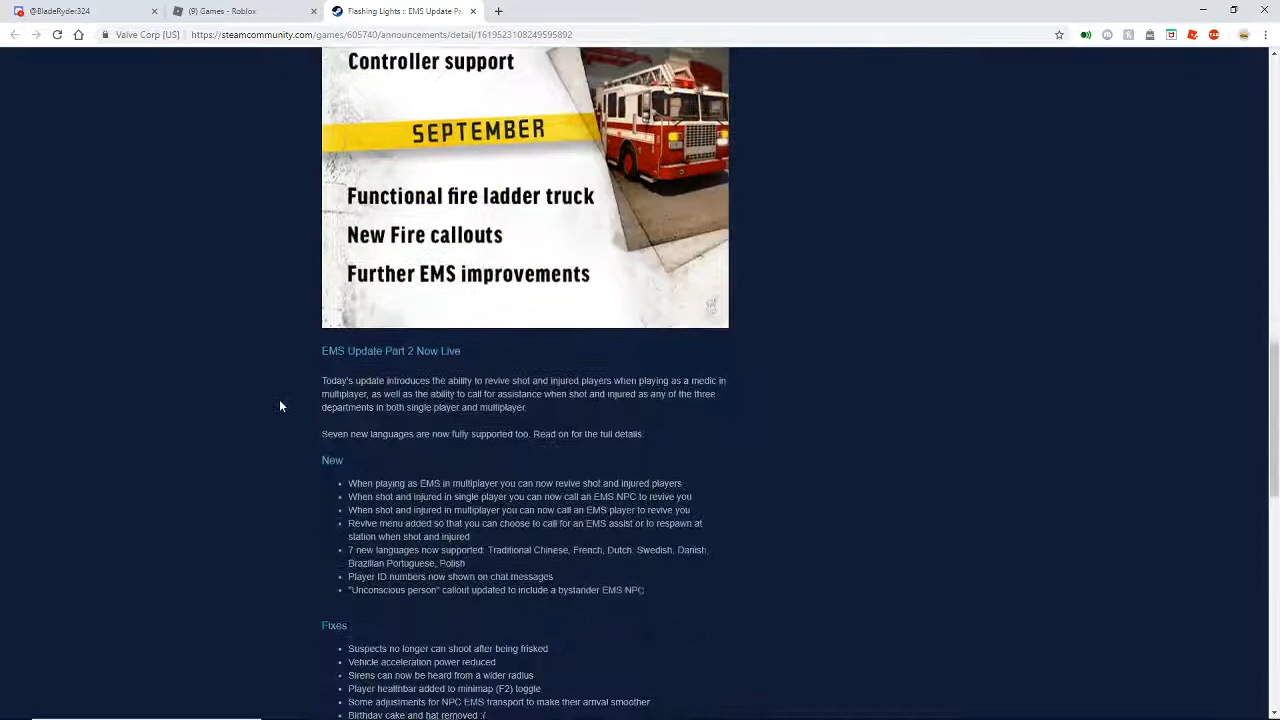 @BladeRyder324
(9) Games - Roblox
Flashing Lights - EMS Update Pa
Valve Corp [US]
https://steamcommunity.com/games/605740/announcements/detail/1619523108249595892
Controller support
SEPTEMBER
Functional fire ladder truck
New Fire callouts
Further EMS improvements
EMS Update Part 2 Now Live
Today's update introduces the ability to revive shot and injured players when playing as a medic in
multiplayer, as well as the ability to call for assistance when shot and injured as any of the three
departments in both single player and multiplayer.
Seven new languages are now fully supported too. Read on for the full details.
New
When playing as EMS in multiplayer you can now revive shot and injured players
When shot and injured in single player you can now call an EMS NPC to revive you
When shot and injured in multiplayer you can now call an EMS player to revive you
Revive menu added so that you can choose to call for an EMS assist or to respawn at
station when shot and injured
7 new languages now supported: Traditional Chinese, French, Dutch. Swedish, Danish,
Brazilian Portuguese, Polish
Player ID numbers now shown on chat messages
"Unconscious person" callout updated to include a bystander EMS NPC
Fixes
Suspects no longer can shoot after being frisked
Vehicle acceleration power reduced
Sirens can now be heard from a wider radius
Player healthbar added to minimap (F2) toggle
Some adjustments for NPC EMS transport to make their arrival smoother
Birthday cake and hat removed :(